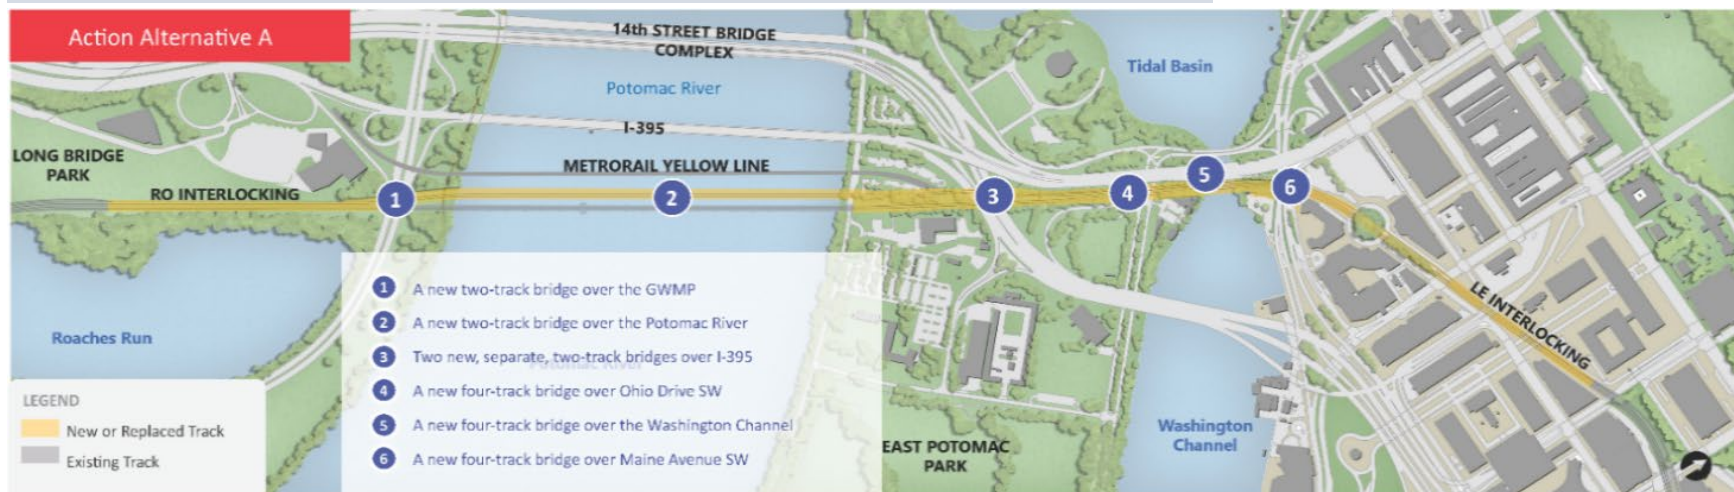 Action Alternative A
14th STREET BRIDGE
COMPLEX
Tidal Basin
Potomac River
I-395
LONG BRIDGE
PARK
METRORAIL YELLOW LINE
RO INTERLOCKING
1
2
3
4
5
6
1 A new two-track bridge over the GWMP
2 A new two-track bridge over the Potomac River
3 Two new, separate, two-track bridges over I-395
Potomac River
4 A new four-track bridge over Ohio Drive SW
5 A new four-track bridge over the Washington Channel
6 A new four-track bridge over Maine Avenue SW
Roaches Run
LE INTERLOCKING
LEGEND
New or Replaced Track
Existing Track
EAST POTOMAC
PARK
Washington
Channel